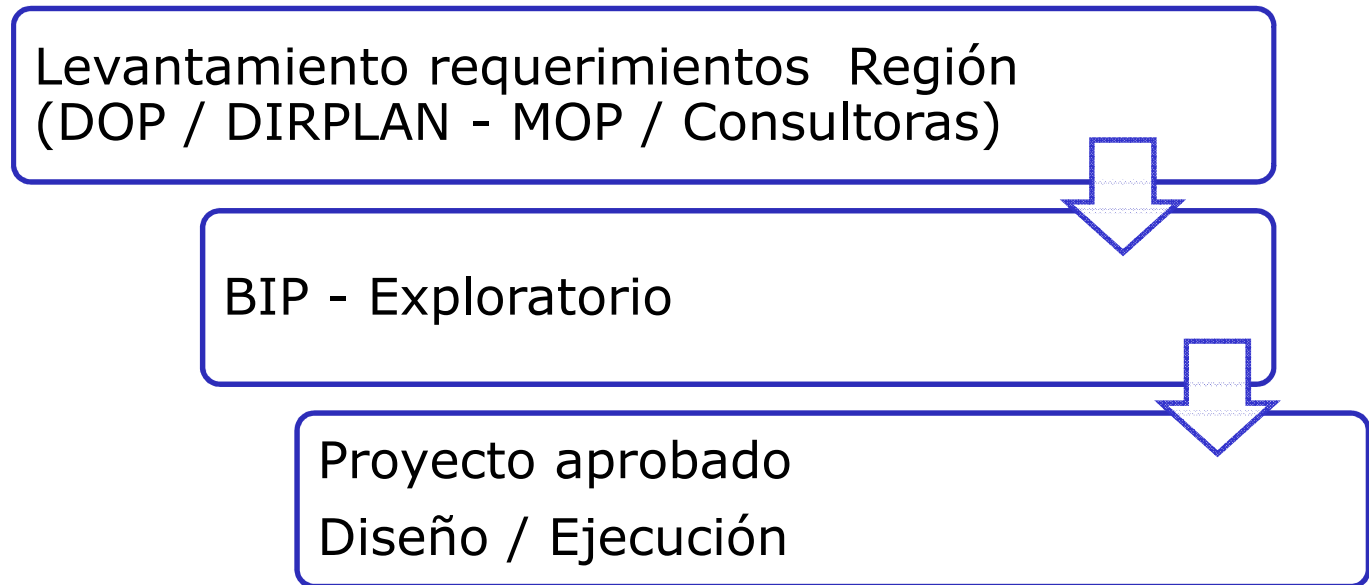 Levantamiento requerimientos Región
(DOP / DIRPLAN - MOP / Consultoras)
BIP - Exploratorio
Proyecto aprobado
Diseño / Ejecución